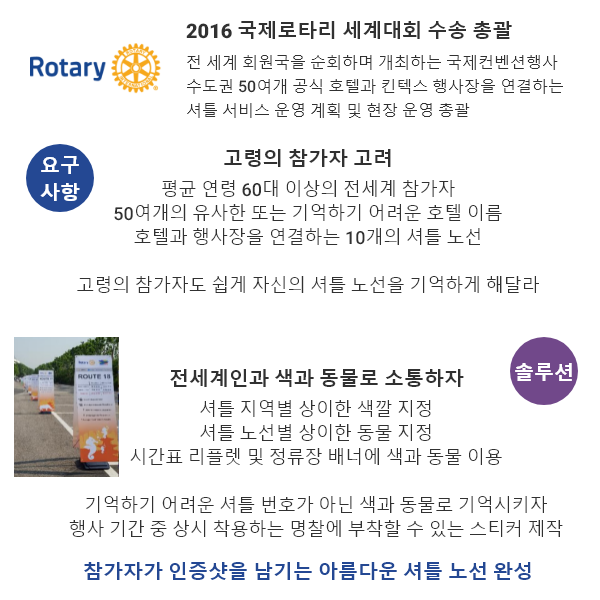 2016 국제로타리 세계대회 수송 총괄
Rotary
전 세계 회원국을 순회하며 개최하는 국제컨벤션행사
수도권 50여개 공식 호텔과 킨텍스 행사장을 연결하는
셔틀 서비스 운영 계획 및 현장 운영 총괄
요구
사항
고령의 참가자 고려
평균 연령 60대 이상의 전세계 참가자
50여개의 유사한 또는 기억하기 어려운 호텔 이름
호텔과 행사장을 연결하는 10개의 셔틀 노선
고령의 참가자도 쉽게 자신의 셔틀 노선을 기억하게 해달라
솔루션
ROUTE
전세계인과 색과 동물로 소통하자
셔틀 지역별 상이한 색깔 지정
셔틀 노선별 상이한 동물 지정
시간표 리플렛 및 정류장 배너에 색과 동물 이용
기억하기 어려운 셔틀 번호가 아닌 색과 동물로 기억시키자
행사 기간 중 상시 착용하는 명찰에 부착할 수 있는 스티커 제작
참가자가 인증샷을 남기는 아름다운 셔틀 노선 완성